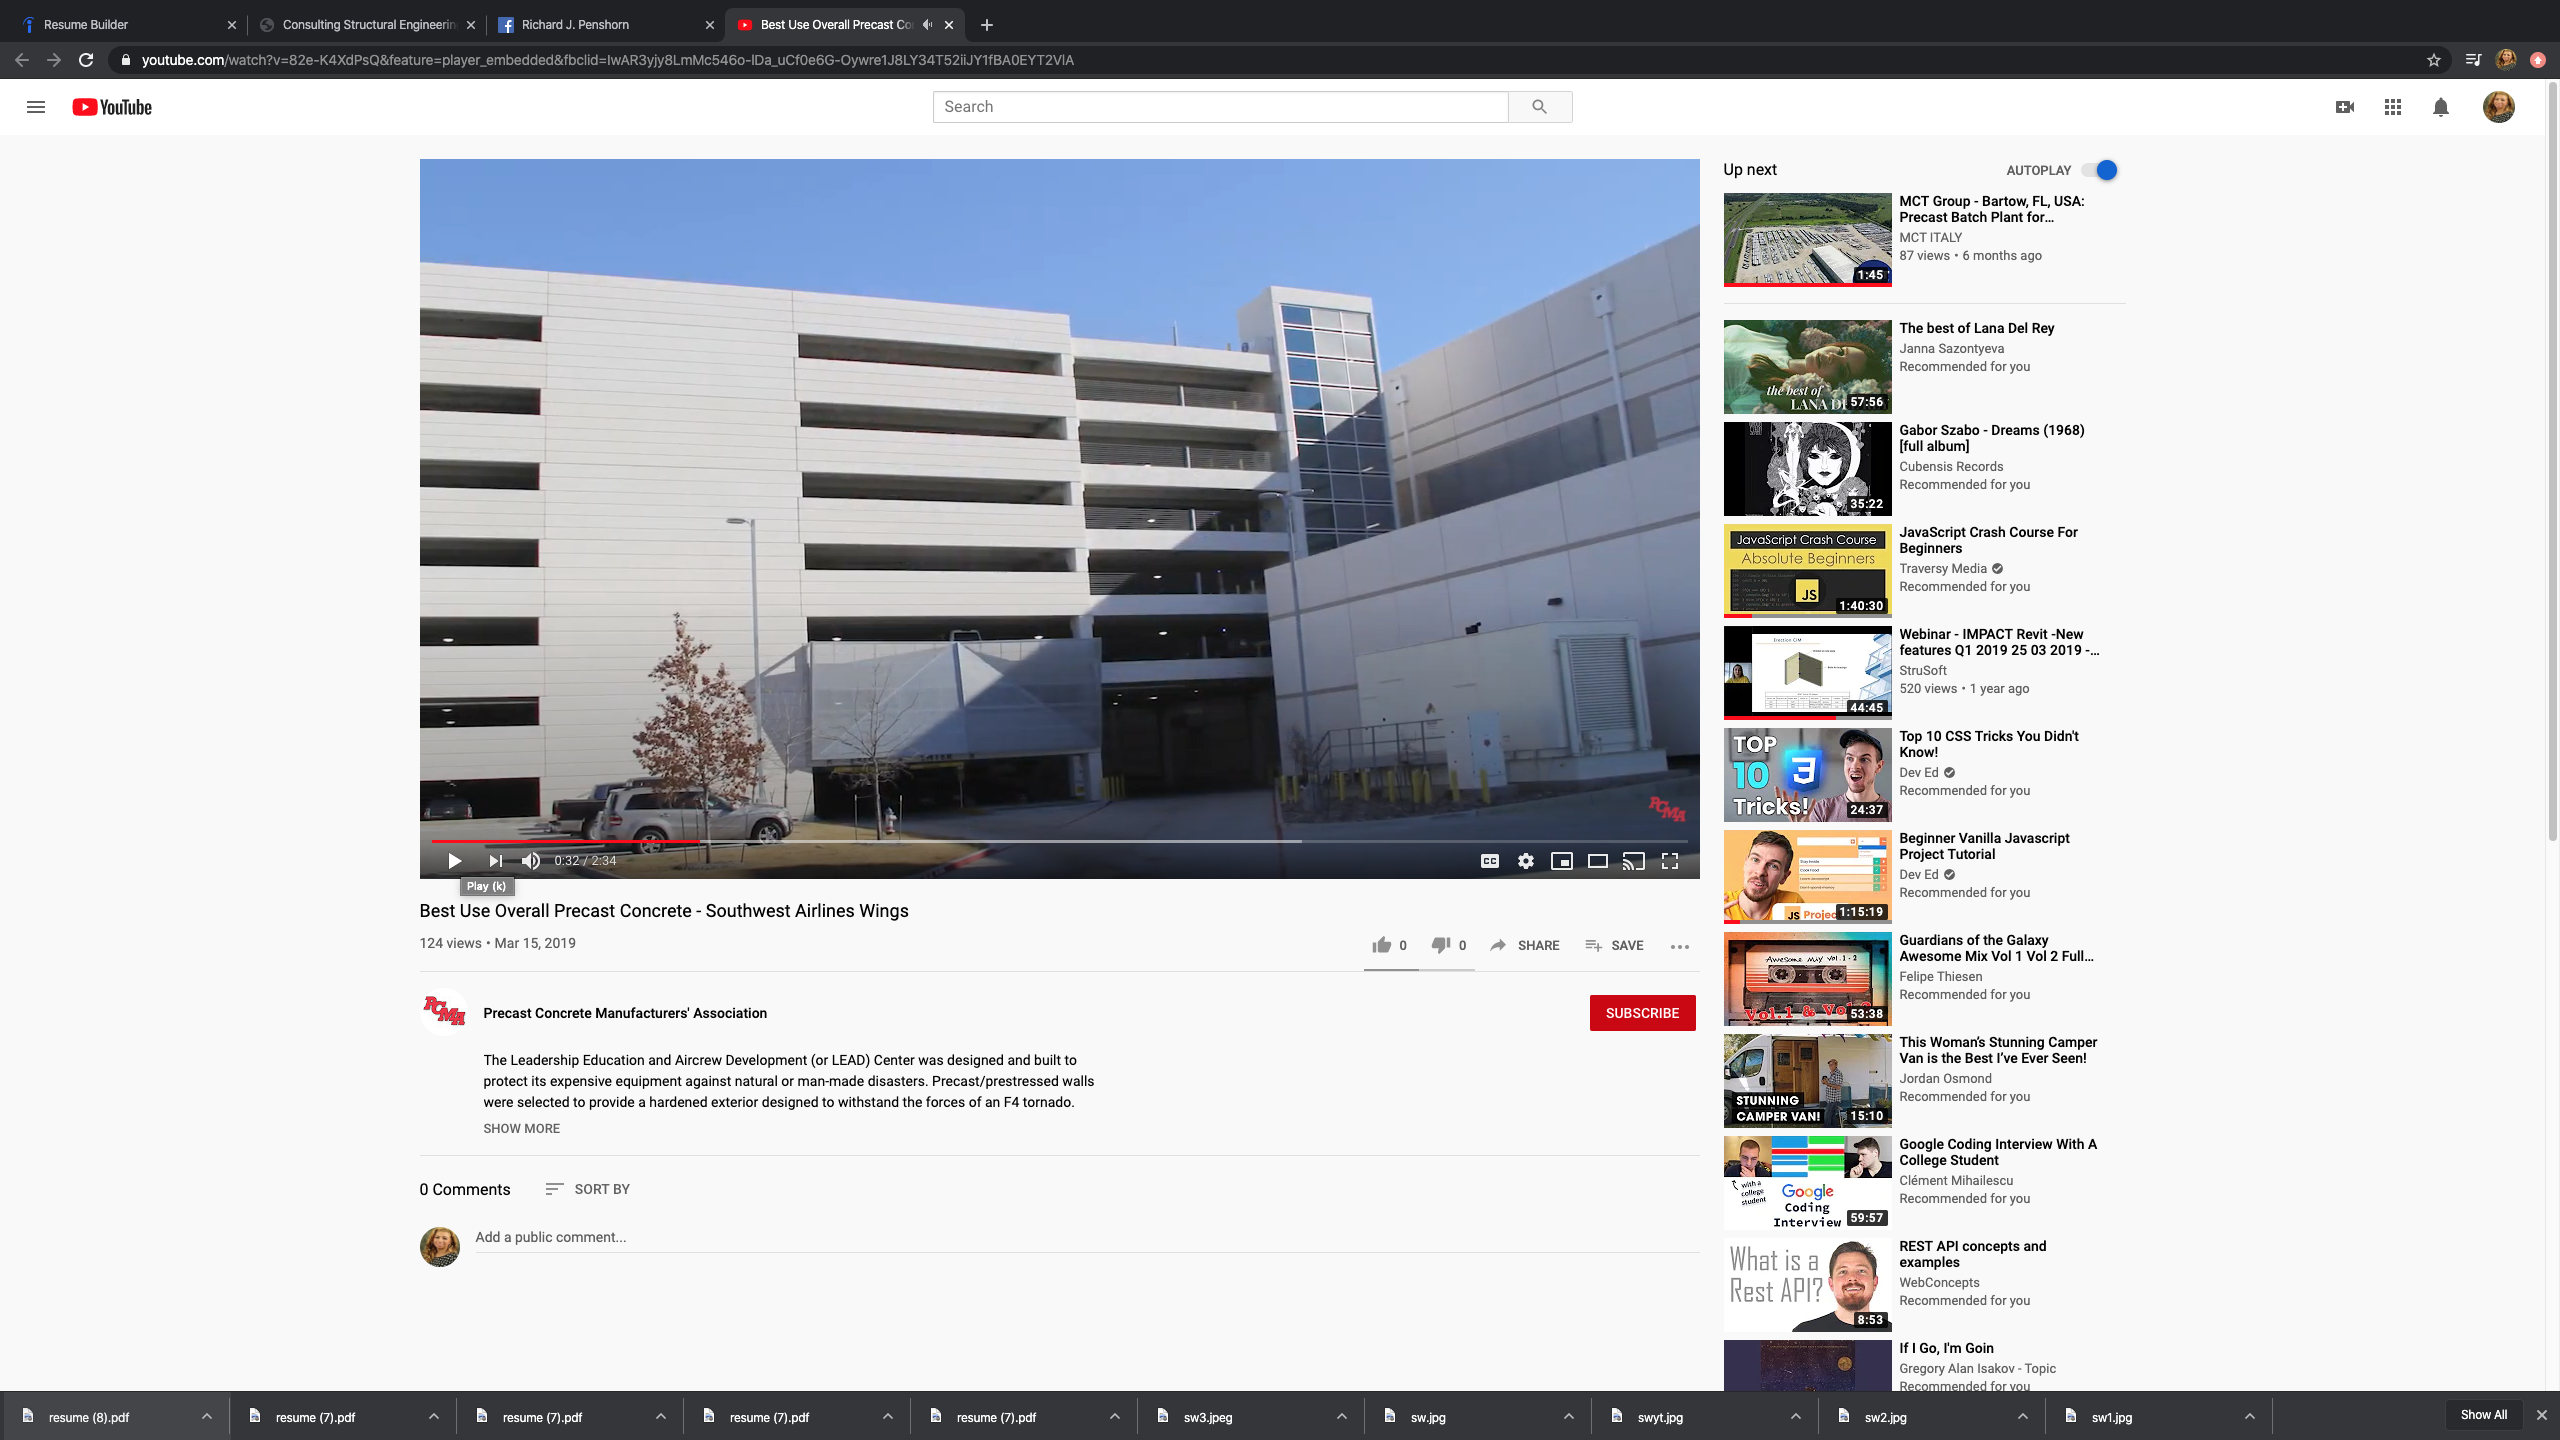 Resume Builder
Consulting Structural Engineerin
Richard J. Penshorn
Best Use Overall Precast Co
youtube.com/watch?v=82e-K4XdPsQ&feature=player_embedded&fbclid=IwAR3yjy8LmMc546o-IDa_uCf0e6G-Oywre1J8LY34T52iiJY1fBA0EYT2VlA
YouTube
Search
PCMA
0:32 / 2:34
CC
Play (k)
Best Use Overall Precast Concrete - Southwest Airlines Wings
124 views • Mar 15, 2019
0
0
SHARE
SAVE
PCMA
Precast Concrete Manufacturers' Association
SUBSCRIBE
The Leadership Education and Aircrew Development (or LEAD) Center was designed and built to
protect its expensive equipment against natural or man-made disasters. Precast/prestressed walls
were selected to provide a hardened exterior designed to withstand the forces of an F4 tornado.
SHOW MORE
0 Comments
SORT BY
Add a public comment...
Up next
AUTOPLAY
1:45
MCT Group - Bartow, FL, USA:
Precast Batch Plant for...
MCT ITALY
87 views • 6 months ago
the best of
LANA D
57:56
The best of Lana Del Rey
Janna Sazontyeva
Recommended for you
35:22
Gabor Szabo - Dreams (1968)
[full album]
Cubensis Records
Recommended for you
JavaScript Crash Course
Absolute Beginners
JS
1:40:30
JavaScript Crash Course For
Beginners
Traversy Media
Recommended for you
44:45
Webinar - IMPACT Revit -New
features Q1 2019 25 03 2019 -...
StruSoft
520 views • 1 year ago
TOP
10
3
Tricks!
24:37
Top 10 CSS Tricks You Didn't
Know!
Dev Ed
Recommended for you
JS Projec
1:15:19
Beginner Vanilla Javascript
Project Tutorial
Dev Ed
Recommended for you
Awesome mix Vol. 1 - 2
Vol.1 & Vo
53:38
Guardians of the Galaxy
Awesome Mix Vol 1 Vol 2 Full...
Felipe Thiesen
Recommended for you
STUNNING
CAMPER VAN!
15:10
This Woman's Stunning Camper
Van is the Best I've Ever Seen!
Jordan Osmond
Recommended for you
with a
college
student
Google
Coding
Interview
59:57
Google Coding Interview With A
College Student
Clément Mihailescu
Recommended for you
What is a
Rest API?
8:53
REST API concepts and
examples
WebConcepts
Recommended for you
If I Go, I'm Goin
Gregory Alan Isakov - Topic
Recommended for you
resume (8).pdf
resume (7).pdf
resume (7).pdf
resume (7).pdf
resume (7).pdf
sw3.jpeg
sw.jpg
swyt.jpg
sw2.jpg
sw1.jpg
Show All